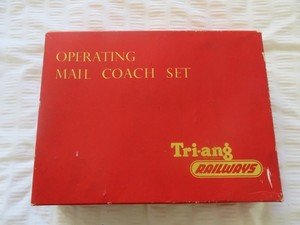 OPERATING
MAIL COACH SET
Tri-ang
RAILWAYS